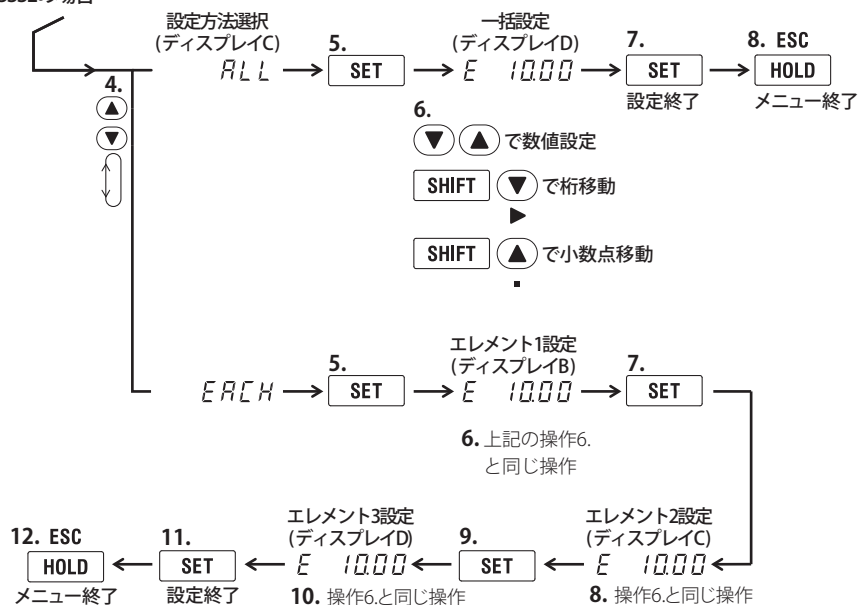 設定方法選択
(ディスプレイC)
ALL
4.
5.
SET
一括設定
(ディスプレイD)
E 10.00
6.
▼ ▲ で数値設定
SHIFT ▼ で桁移動
▶
SHIFT ▲ で小数点移動
.
7.
SET
設定終了
8. ESC
HOLD
メニュー終了
EACH
5.
SET
エレメント1設定
(ディスプレイB)
E 10.00
6. 上記の操作6.
と同じ操作
7.
SET
エレメント2設定
(ディスプレイC)
E 10.00
8. 操作6.と同じ操作
9.
SET
エレメント3設定
(ディスプレイD)
E 10.00
10. 操作6.と同じ操作
11.
SET
設定終了
12. ESC
HOLD
メニュー終了